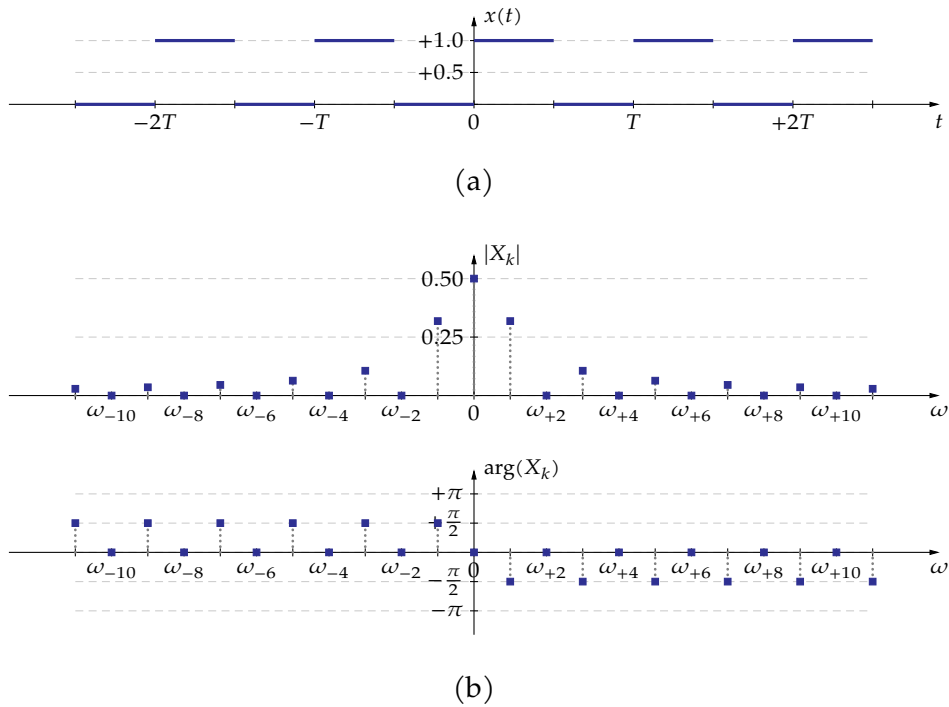 x(t)
+1.0
+0.5
−2T −T 0 T +2T t
(a)
|X_k|
0.50
0.25
ω_{−10} ω_{−8} ω_{−6} ω_{−4} ω_{−2} 0 ω_{+2} ω_{+4} ω_{+6} ω_{+8} ω_{+10} ω
arg(X_k)
+π
+π/2
ω_{−10} ω_{−8} ω_{−6} ω_{−4} ω_{−2} 0 ω_{+2} ω_{+4} ω_{+6} ω_{+8} ω_{+10} ω
−π/2
−π
(b)